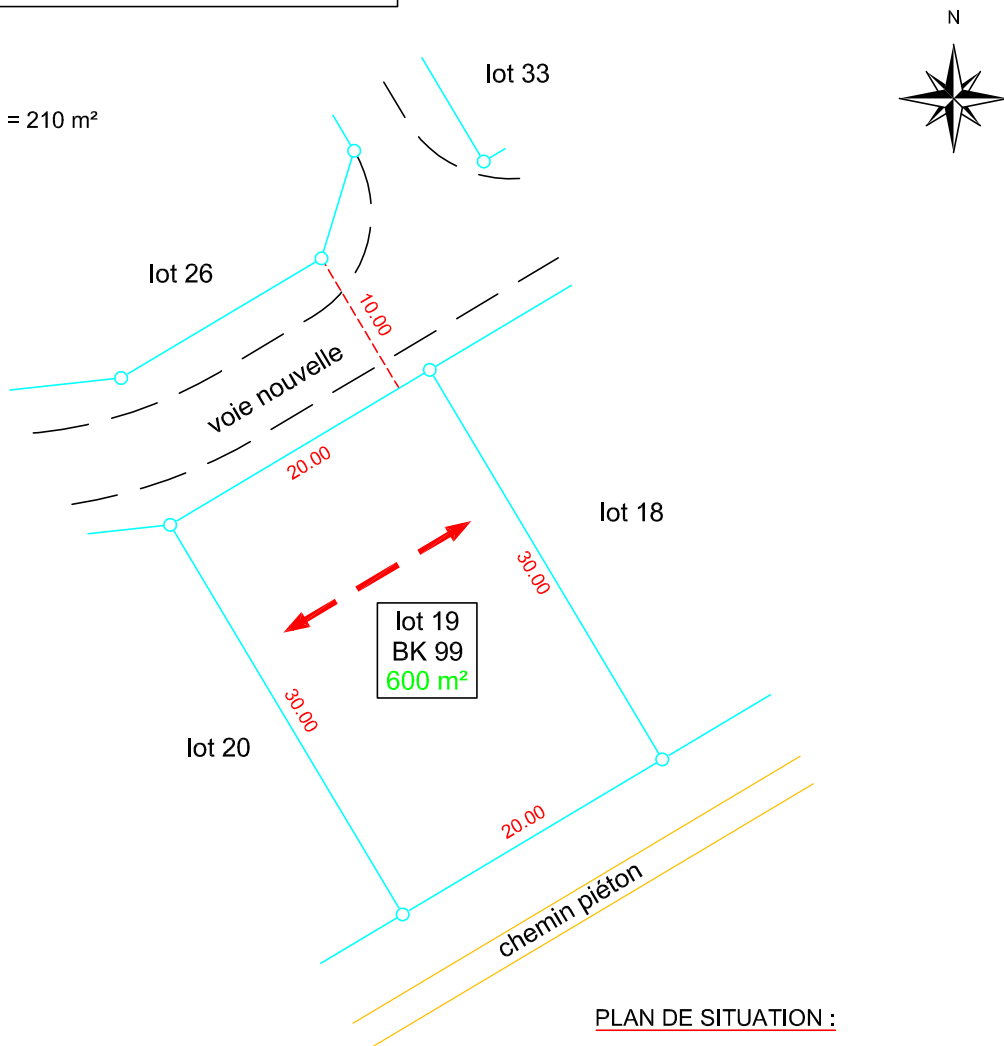 N
lot 33
= 210 m²
lot 26
10.00
voie nouvelle
20.00
lot 18
30.00
lot 19
BK 99
600 m²
30.00
lot 20
20.00
chemin piéton
PLAN DE SITUATION :